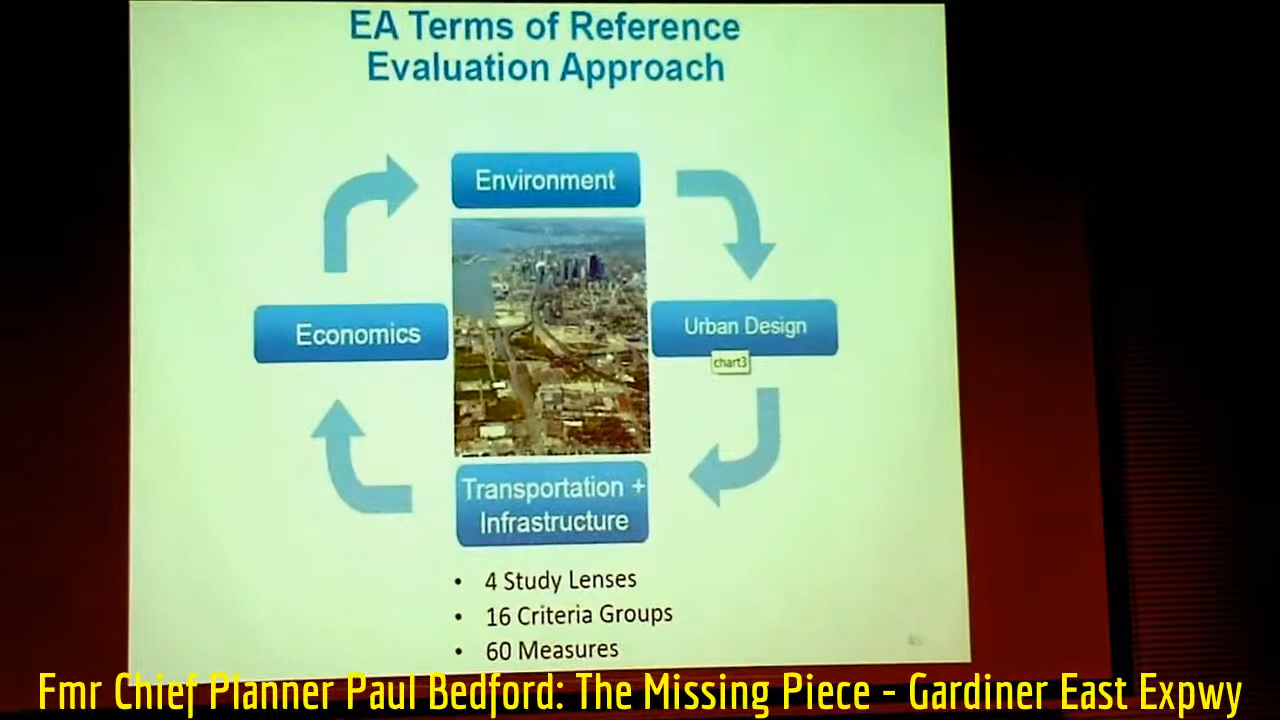 EA Terms of Reference
Evaluation Approach
Environment
Economics
Urban Design
chart3
Transportation +
Infrastructure
• 4 Study Lenses
• 16 Criteria Groups
• 60 Measures
Fmr Chief Planner Paul Bedford: The Missing Piece - Gardiner East Expwy